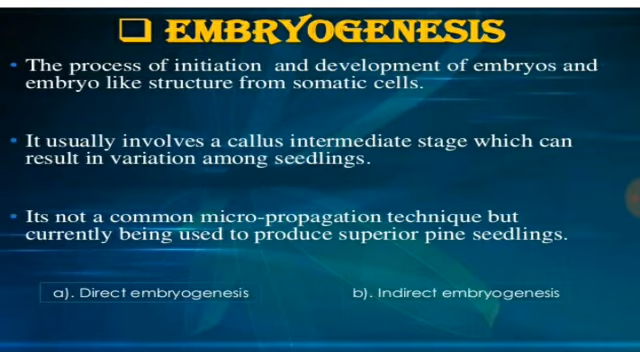 ❑ EMBRYOGENESIS
• The process of initiation and development of embryos and
embryo like structure from somatic cells.
• It usually involves a callus intermediate stage which can
result in variation among seedlings.
• Its not a common micro-propagation technique but
currently being used to produce superior pine seedlings.
a). Direct embryogenesis
b). Indirect embryogenesis